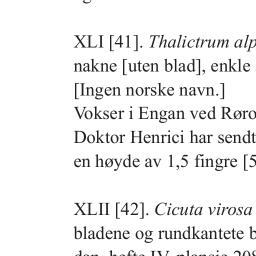 XLI [41]. Thalictrum alp
nakne [uten blad], enkle
[Ingen norske navn.]
Vokser i Engan ved Røro
Doktor Henrici har sendt
en høyde av 1,5 fingre [5
XLII [42]. Cicuta virosa
bladene og rundkantete b